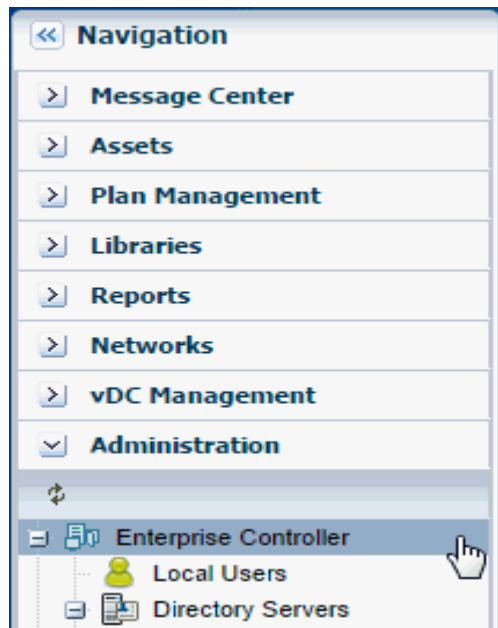 Navigation
Message Center
Assets
Plan Management
Libraries
Reports
Networks
vDC Management
Administration
Enterprise Controller
Local Users
Directory Servers